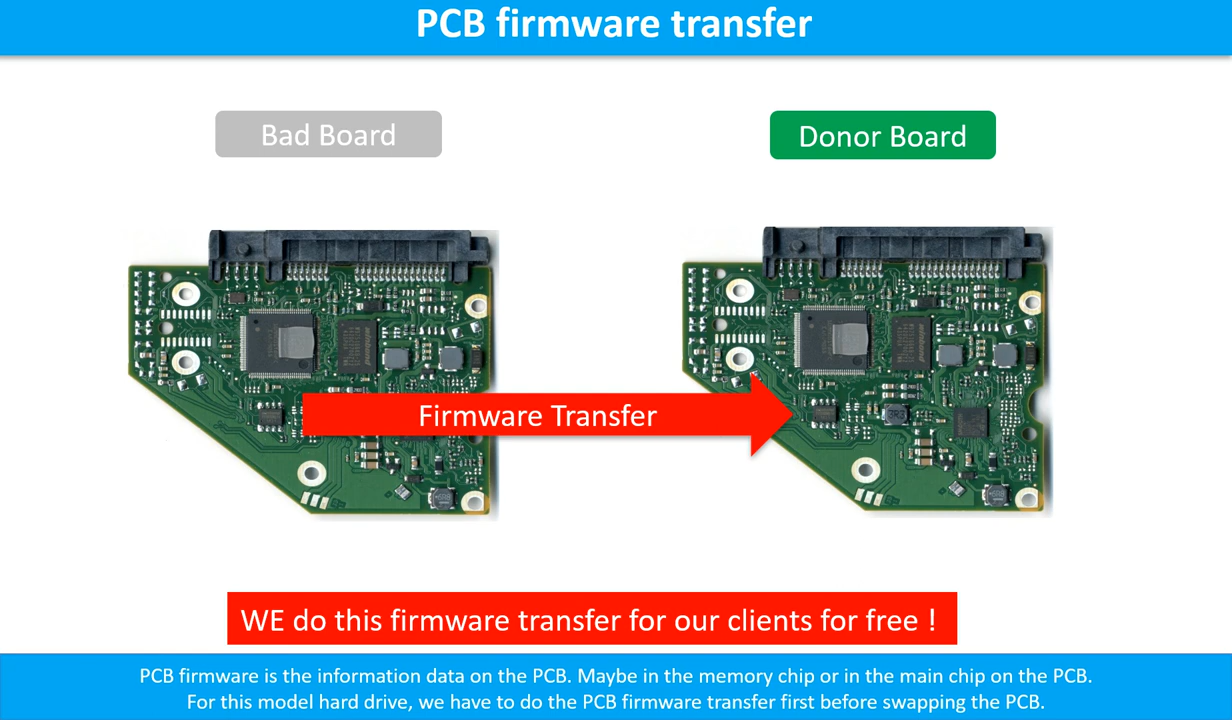 PCB firmware transfer
Bad Board
Donor Board
Firmware Transfer
3R3
WE do this firmware transfer for our clients for free !
PCB firmware is the information data on the PCB. Maybe in the memory chip or in the main chip on the PCB.
For this model hard drive, we have to do the PCB firmware transfer first before swapping the PCB.